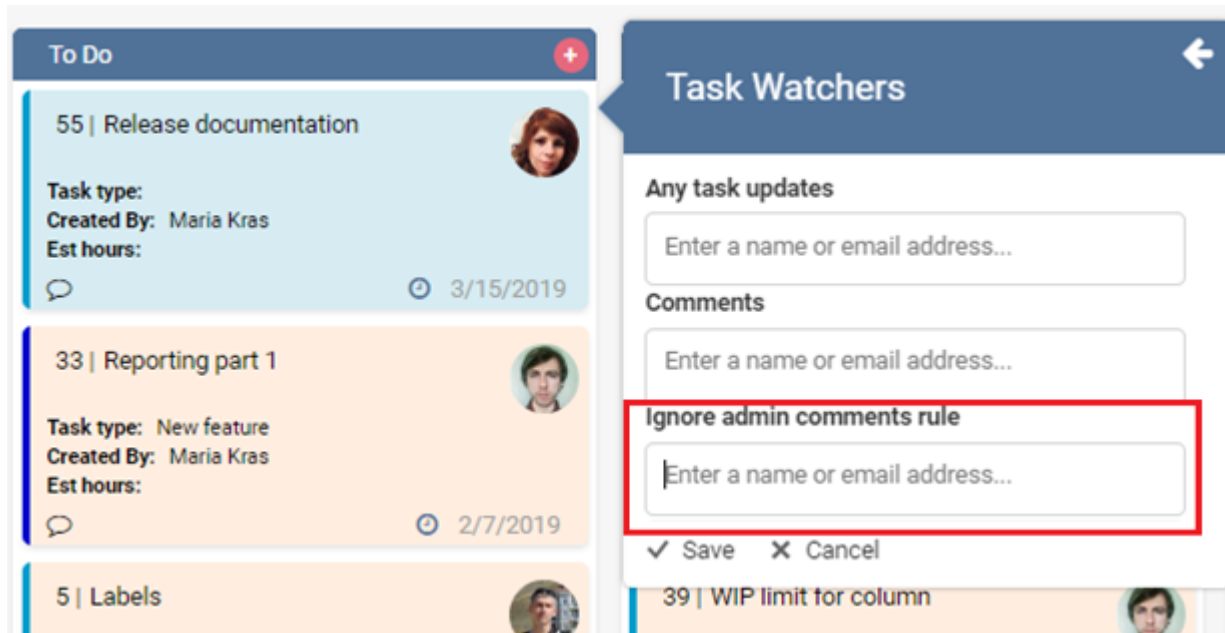 To Do
+
55 | Release documentation
Task type:
Created By: Maria Kras
Est hours:
3/15/2019
33 | Reporting part 1
Task type: New feature
Created By: Maria Kras
Est hours:
2/7/2019
5 | Labels
Task Watchers
Any task updates
Enter a name or email address...
Comments
Enter a name or email address...
Ignore admin comments rule
Enter a name or email address...
Save Cancel
39 | WIP limit for column